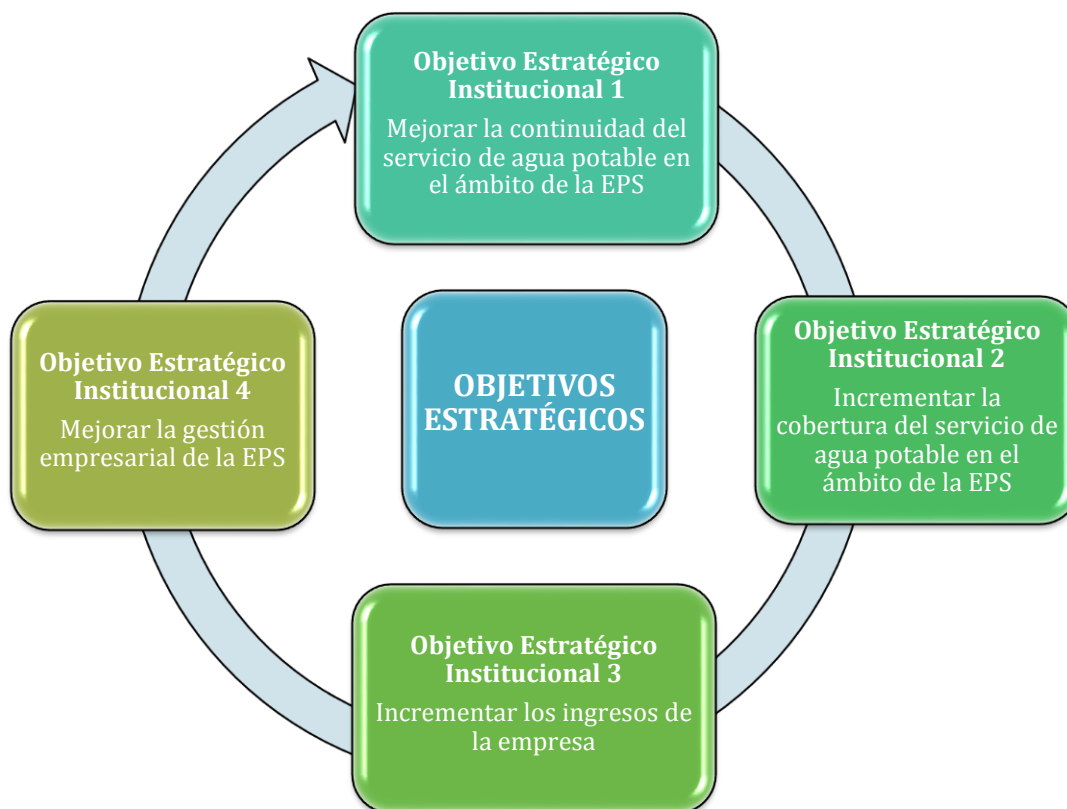 Objetivo Estratégico
Institucional 1
Mejorar la continuidad del
servicio de agua potable en
el ámbito de la EPS
Objetivo Estratégico
Institucional 2
Incrementar la
cobertura del servicio de
agua potable en el
ámbito de la EPS
Objetivo Estratégico
Institucional 3
Incrementar los ingresos de
la empresa
Objetivo Estratégico
Institucional 4
Mejorar la gestión
empresarial de la EPS
OBJETIVOS
ESTRATÉGICOS